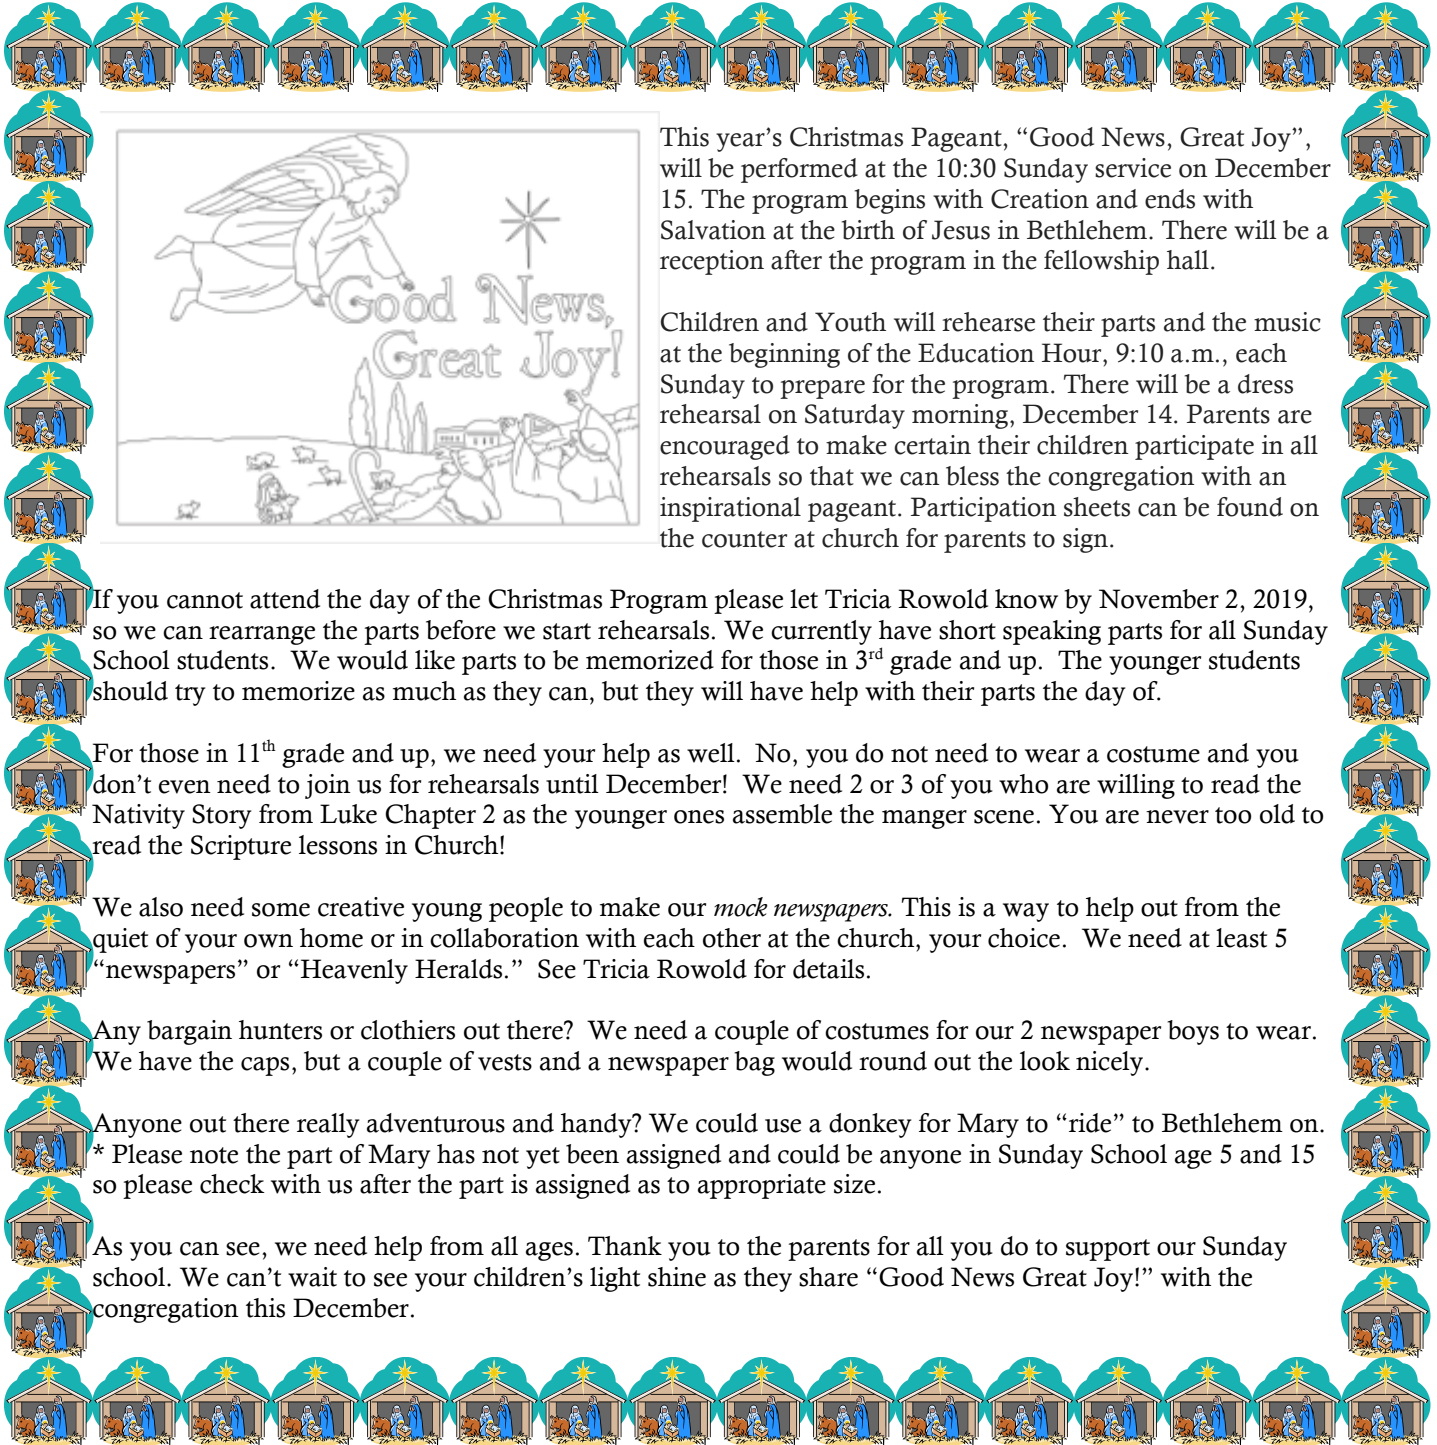 Good News,
Great Joy!
This year’s Christmas Pageant, “Good News, Great Joy”,
will be performed at the 10:30 Sunday service on December
15. The program begins with Creation and ends with
Salvation at the birth of Jesus in Bethlehem. There will be a
reception after the program in the fellowship hall.
Children and Youth will rehearse their parts and the music
at the beginning of the Education Hour, 9:10 a.m., each
Sunday to prepare for the program. There will be a dress
rehearsal on Saturday morning, December 14. Parents are
encouraged to make certain their children participate in all
rehearsals so that we can bless the congregation with an
inspirational pageant. Participation sheets can be found on
the counter at church for parents to sign.
If you cannot attend the day of the Christmas Program please let Tricia Rowold know by November 2, 2019,
so we can rearrange the parts before we start rehearsals. We currently have short speaking parts for all Sunday
School students.  We would like parts to be memorized for those in 3rd grade and up.  The younger students
should try to memorize as much as they can, but they will have help with their parts the day of.
For those in 11th grade and up, we need your help as well.  No, you do not need to wear a costume and you
don’t even need to join us for rehearsals until December!  We need 2 or 3 of you who are willing to read the
Nativity Story from Luke Chapter 2 as the younger ones assemble the manger scene. You are never too old to
read the Scripture lessons in Church!
We also need some creative young people to make our mock newspapers. This is a way to help out from the
quiet of your own home or in collaboration with each other at the church, your choice.  We need at least 5
“newspapers” or “Heavenly Heralds.”  See Tricia Rowold for details.
Any bargain hunters or clothiers out there?  We need a couple of costumes for our 2 newspaper boys to wear.
We have the caps, but a couple of vests and a newspaper bag would round out the look nicely.
Anyone out there really adventurous and handy? We could use a donkey for Mary to “ride” to Bethlehem on.
* Please note the part of Mary has not yet been assigned and could be anyone in Sunday School age 5 and 15
so please check with us after the part is assigned as to appropriate size.
As you can see, we need help from all ages. Thank you to the parents for all you do to support our Sunday
school. We can’t wait to see your children’s light shine as they share “Good News Great Joy!” with the
congregation this December.